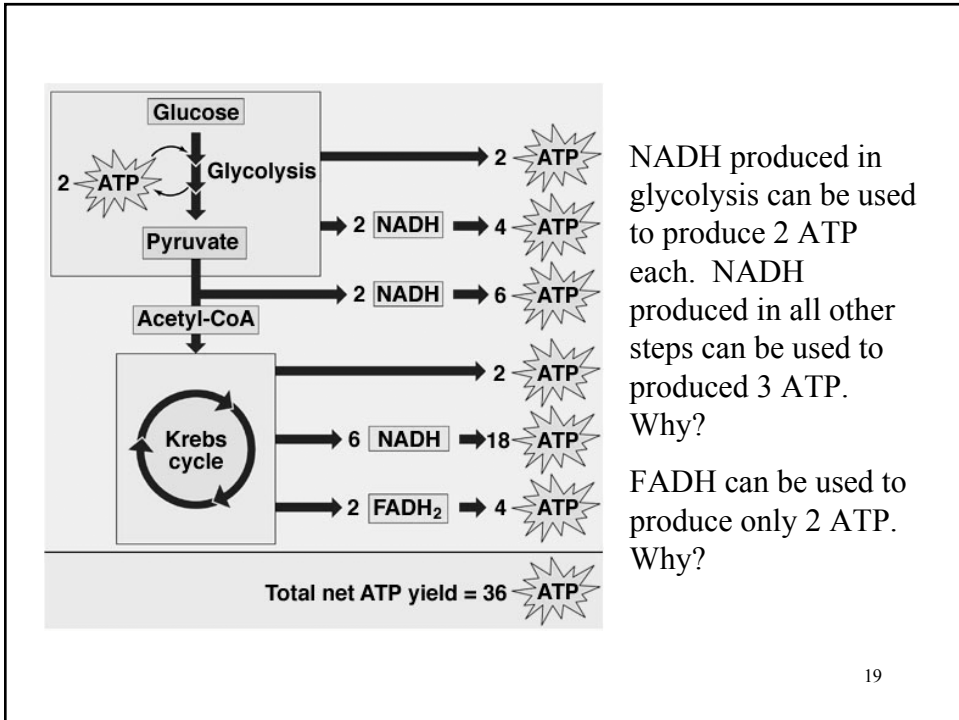 Glucose
2 ATP
Glycolysis
Pyruvate
2 ATP
2 NADH 4 ATP
2 NADH 6 ATP
Acetyl-CoA
2 ATP
Krebs
cycle
6 NADH 18 ATP
2 FADH₂ 4 ATP
Total net ATP yield = 36 ATP
NADH produced in
glycolysis can be used
to produce 2 ATP
each. NADH
produced in all other
steps can be used to
produced 3 ATP.
Why?
FADH can be used to
produce only 2 ATP.
Why?
19